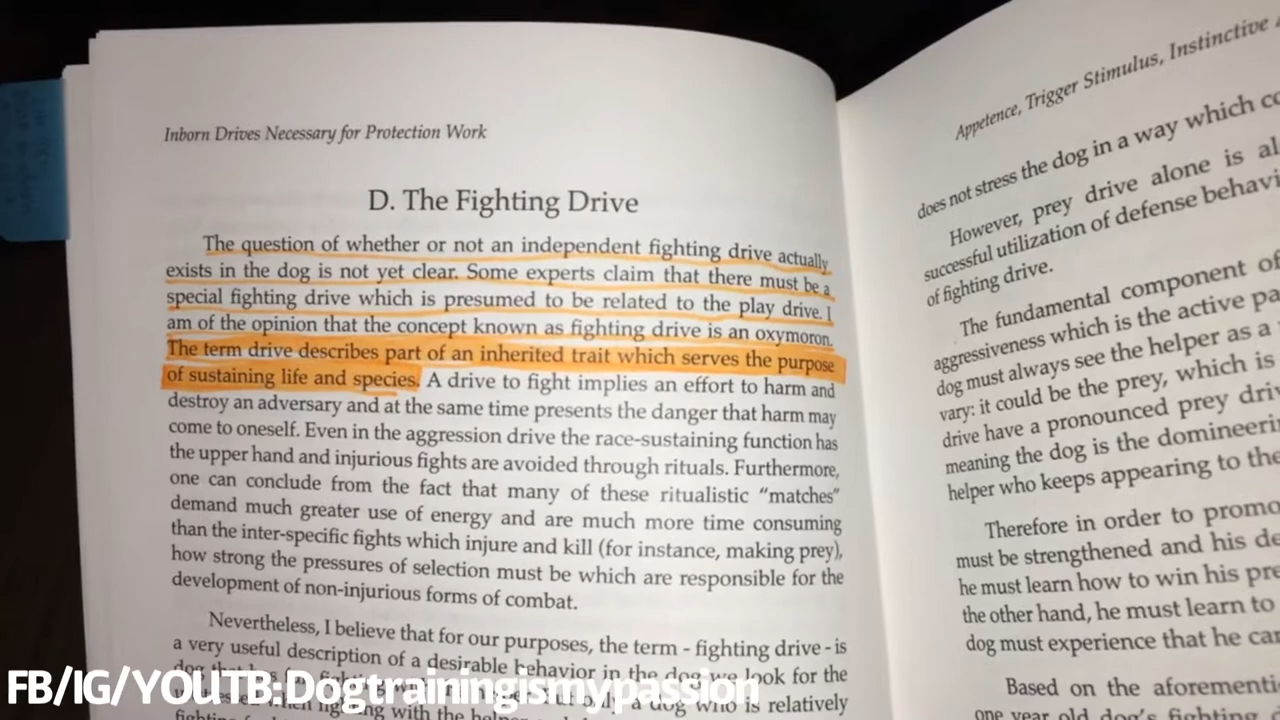 Inborn Drives Necessary for Protection Work
D. The Fighting Drive
The question of whether or not an independent fighting drive actually
exists in the dog is not yet clear. Some experts claim that there must be a
special fighting drive which is presumed to be related to the play drive. I
am of the opinion that the concept known as fighting drive is an oxymoron.
The term drive describes part of an inherited trait which serves the purpose
of sustaining life and species. A drive to fight implies an effort to harm and
destroy an adversary and at the same time presents the danger that harm may
come to oneself. Even in the aggression drive the race-sustaining function has
the upper hand and injurious fights are avoided through rituals. Furthermore,
one can conclude from the fact that many of these ritualistic "matches"
demand much greater use of energy and are much more time consuming
than the inter-specific fights which injure and kill (for instance, making prey),
how strong the pressures of selection must be which are responsible for the
development of non-injurious forms of combat.
Nevertheless, I believe that for our purposes, the term - fighting drive - is
a very useful description of a desirable behavior in the dog we look for the
a dog who is relatively
with the
Appetence, Trigger Stimulus, Instinctive
does not stress the dog in a way which
However, prey drive alone is
successful utilization of defense
of fighting drive.
The fundamental component of
aggressiveness which is the active
dog must always see the helper as a
vary: it could be the prey, which is
drive have a pronounced prey
meaning the dog is the
helper who keeps appearing to the
Therefore in order to
must be strengthened and his
he must learn how to win his
the other hand, he must learn to
dog must experience that he
Based on the
one year old dog's fighting
FB/IG/YOUTB:Dogtrainingismypassion